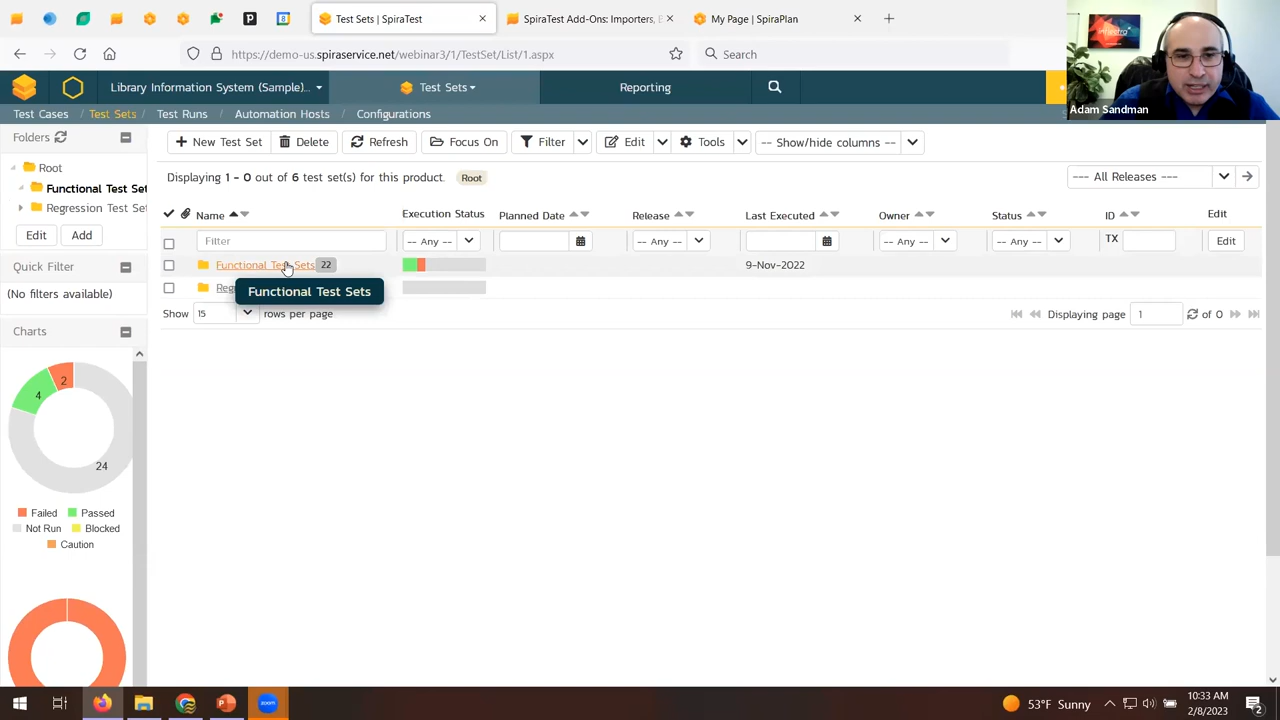 Test Sets | SpiraTest
SpiraTest Add-Ons: Importers, E
My Page | SpiraPlan
https://demo-us.spiraservice.net/webinar3/1/TestSet/List/1.aspx
Search
Adam Sandman
Library Information System (Sample)...
Test Sets
Reporting
Test Cases / Test Sets / Test Runs Automation Hosts Configurations
Folders
Root
Functional Test Set
Regression Test Se
Edit
Add
Quick Filter
(No filters available)
Charts
4
2
24
Failed
Passed
Not Run
Blocked
Caution
New Test Set
Delete
Refresh
Focus On
Filter
Edit
Tools
-- Show/hide columns --
Displaying 1 - 0 out of 6 test set(s) for this product. Root
--- All Releases ---
Name Execution Status Planned Date Release Last Executed Owner Status ID Edit
Filter -- Any -- -- Any -- -- Any -- -- Any -- TX Edit
Functional Test Sets 22 9-Nov-2022
Reg
Functional Test Sets
Show 15 rows per page
Displaying page 1 of 0
53°F Sunny
10:33 AM
2/8/2023
2